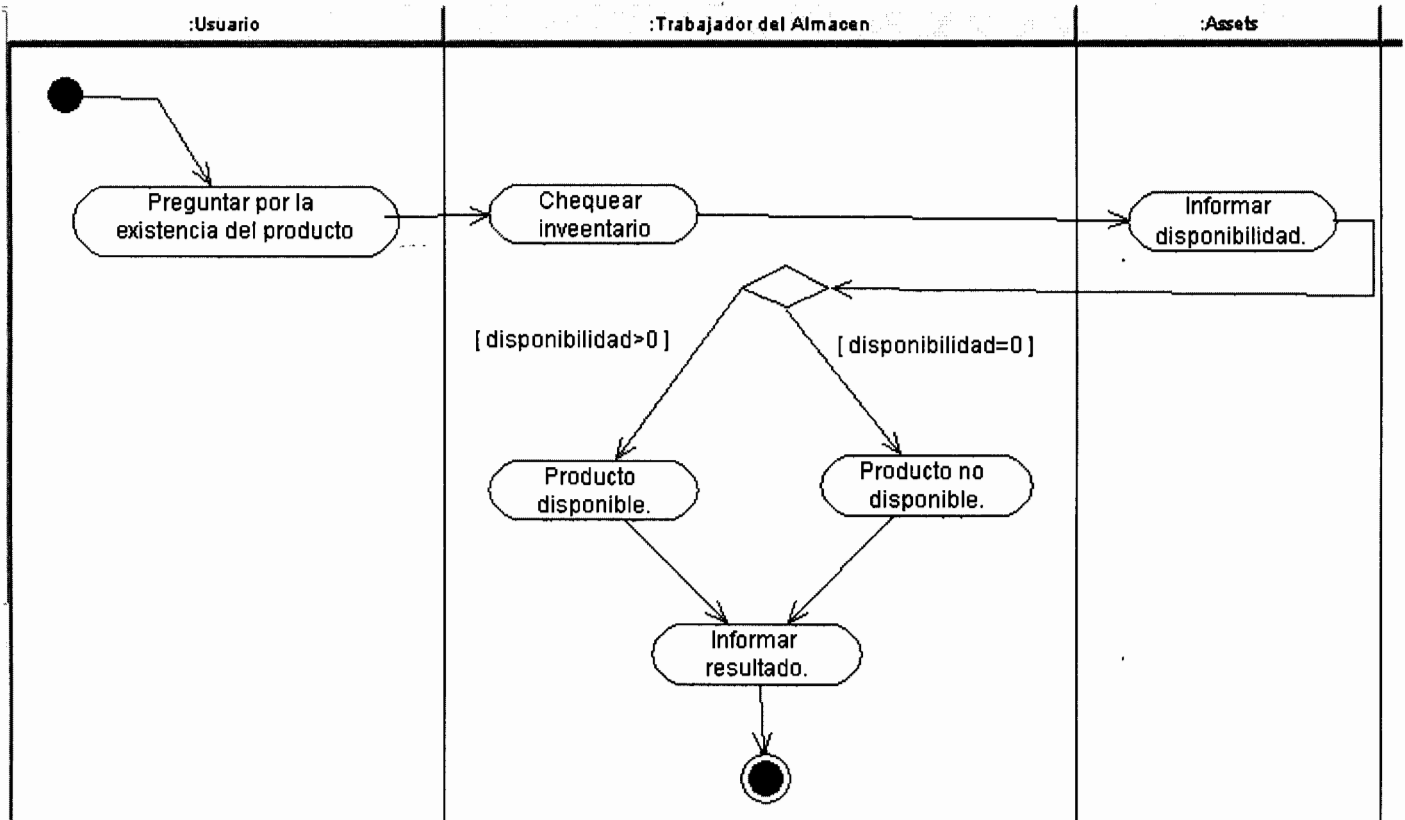 :Usuario
:Trabajador del Almacen
:Assets
Preguntar por la
existencia del producto
Chequear
inveentario
Informar
disponibilidad.
[ disponibilidad>0 ]
[ disponibilidad=0 ]
Producto
disponible.
Producto no
disponible.
Informar
resultado.